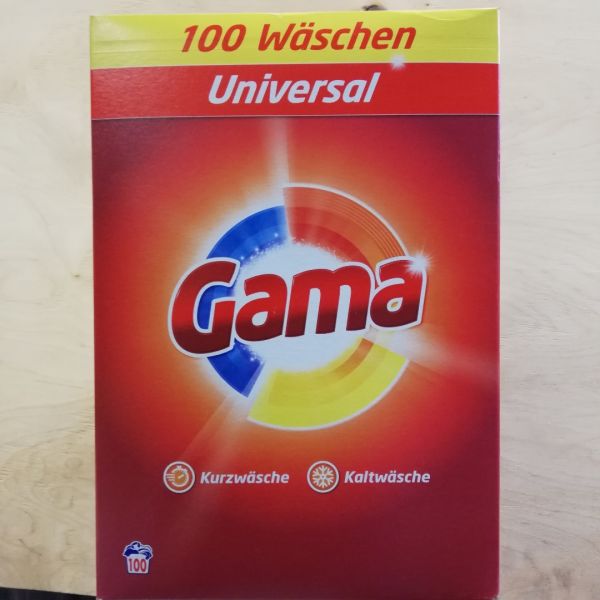 100 Wäschen
Universal
Gama
Kurzwäsche Kaltwäsche
100